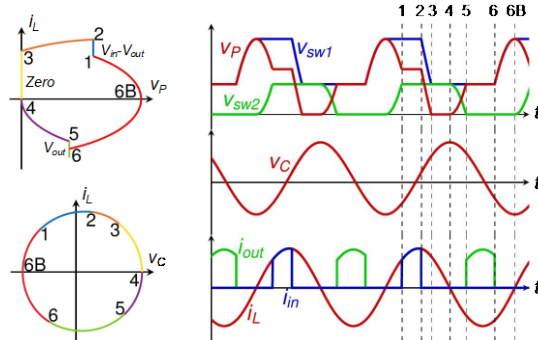 i_L
2
3
1
V_in-V_out
Zero
6B
v_P
4
5
V_out
6
i_L
1
2
3
6B
4
v_C
6
5
1 2 3 4 5 6 6B
v_P
v_sw1
v_sw2
t
v_C
t
i_out
i_in
i_L
t